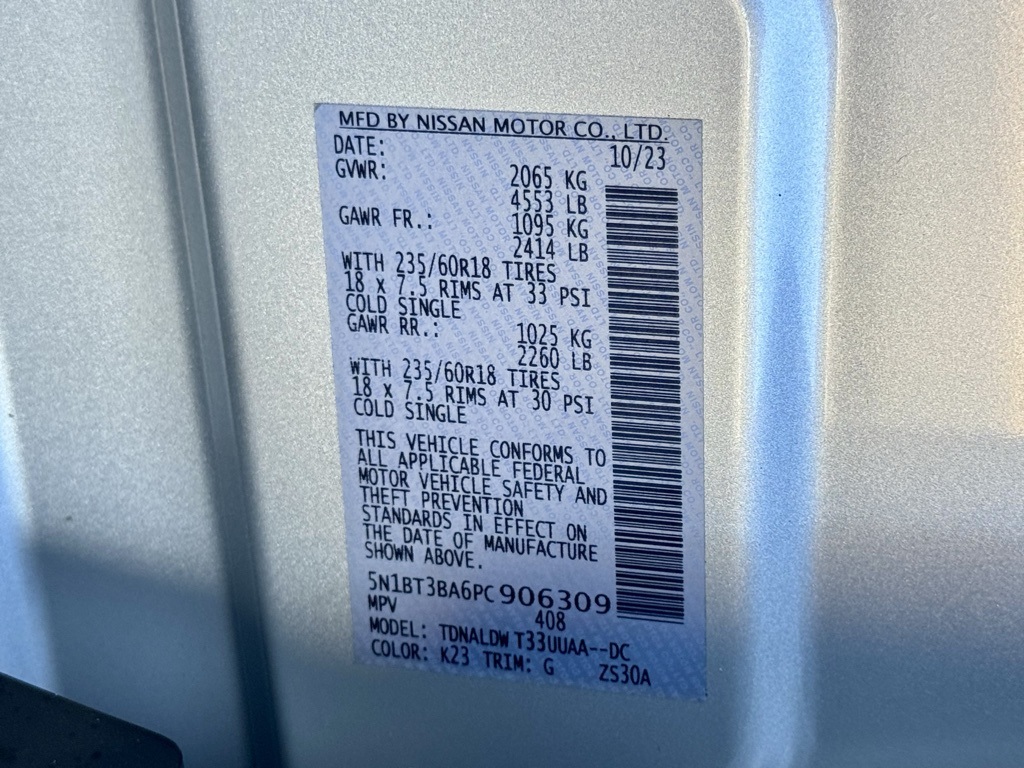 MFD BY NISSAN MOTOR CO., LTD.
DATE: 10/23
GVWR: 2065 KG
4553 LB
GAWR FR.: 1095 KG
2414 LB
WITH 235/60R18 TIRES
18 x 7.5 RIMS AT 33 PSI
COLD SINGLE
GAWR RR.: 1025 KG
2260 LB
WITH 235/60R18 TIRES
18 x 7.5 RIMS AT 30 PSI
COLD SINGLE
THIS VEHICLE CONFORMS TO
ALL APPLICABLE FEDERAL
MOTOR VEHICLE SAFETY AND
THEFT PREVENTION
STANDARDS IN EFFECT ON
THE DATE OF MANUFACTURE
SHOWN ABOVE.
5N1BT3BA6PC906309
MPV 408
MODEL: TDNALDW T33UUAA--DC
COLOR: K23 TRIM: G ZS30A